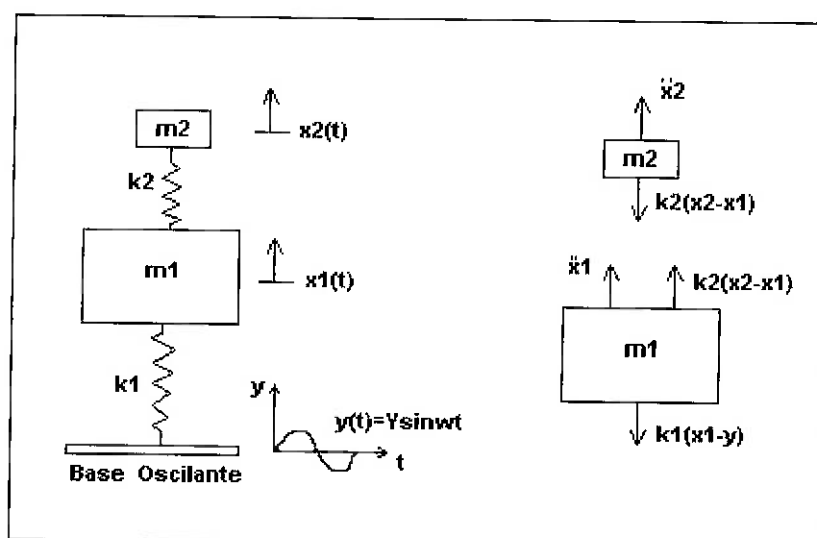 m2
x2(t)
k2
m1
x1(t)
k1
y
y(t)=Ysinwt
t
Base Oscilante
ẍ2
m2
k2(x2-x1)
ẍ1
k2(x2-x1)
m1
k1(x1-y)